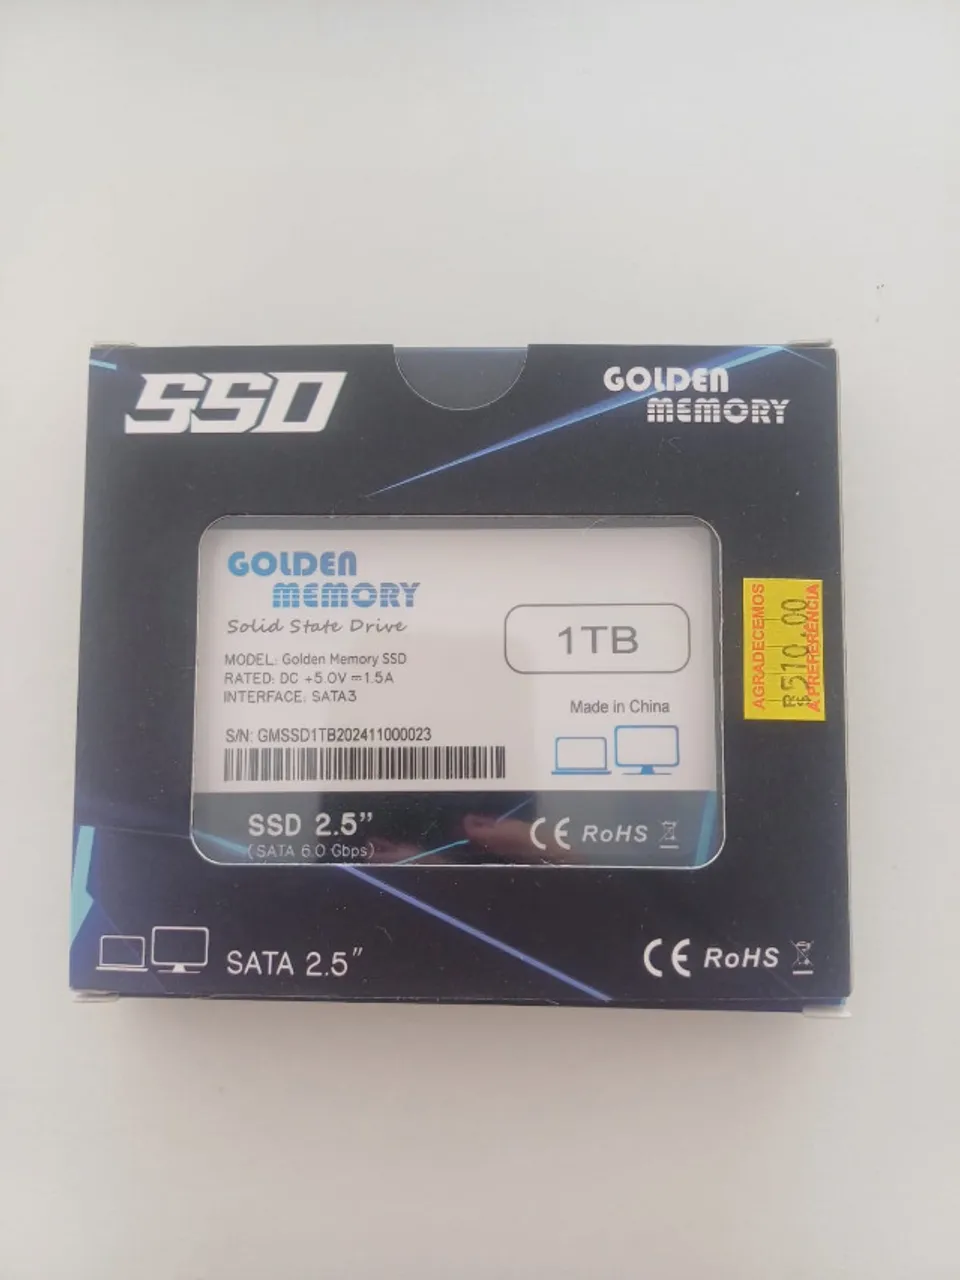 SSD
GOLDEN
MEMORY
GOLDEN
MEMORY
Solid State Drive
MODEL: Golden Memory SSD
RATED: DC +5.0V⎓1.5A
INTERFACE: SATA3
1TB
Made in China
S/N: GMSSD1TB202411000023
SSD 2.5”
(SATA 6.0 Gbps)
CE RoHS
AGRADECEMOS
R$510,00
A PREFERÊNCIA
SATA 2.5”
CE RoHS